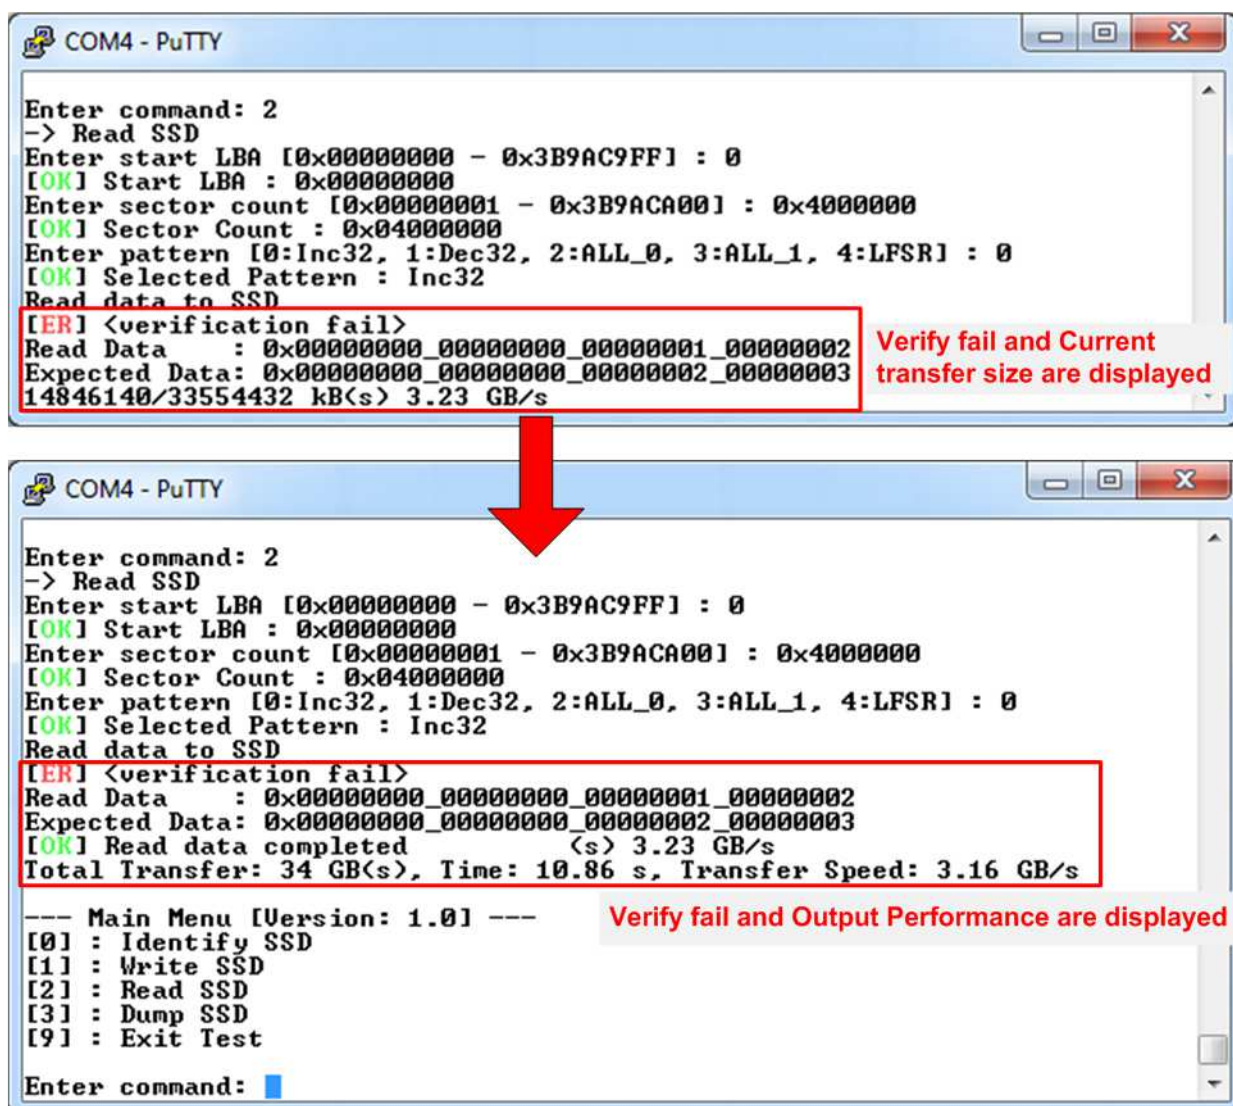 COM4 - PuTTY
Enter command: 2
-> Read SSD
Enter start LBA [0x00000000 - 0x3B9AC9FF] : 0
[OK] Start LBA : 0x00000000
Enter sector count [0x00000001 - 0x3B9ACA00] : 0x4000000
[OK] Sector Count : 0x04000000
Enter pattern [0:Inc32, 1:Dec32, 2:ALL_0, 3:ALL_1, 4:LFSR] : 0
[OK] Selected Pattern : Inc32
Read data to SSD
[ER] <verification fail>
Read Data     : 0x00000000_00000000_00000001_00000002
Expected Data: 0x00000000_00000000_00000002_00000003
14846140/33554432 kB(s) 3.23 GB/s
Verify fail and Current
transfer size are displayed
COM4 - PuTTY
Enter command: 2
-> Read SSD
Enter start LBA [0x00000000 - 0x3B9AC9FF] : 0
[OK] Start LBA : 0x00000000
Enter sector count [0x00000001 - 0x3B9ACA00] : 0x4000000
[OK] Sector Count : 0x04000000
Enter pattern [0:Inc32, 1:Dec32, 2:ALL_0, 3:ALL_1, 4:LFSR] : 0
[OK] Selected Pattern : Inc32
Read data to SSD
[ER] <verification fail>
Read Data     : 0x00000000_00000000_00000001_00000002
Expected Data: 0x00000000_00000000_00000002_00000003
[OK] Read data completed          (s) 3.23 GB/s
Total Transfer: 34 GB(s), Time: 10.86 s, Transfer Speed: 3.16 GB/s
--- Main Menu [Version: 1.0] ---
Verify fail and Output Performance are displayed
[0] : Identify SSD
[1] : Write SSD
[2] : Read SSD
[3] : Dump SSD
[9] : Exit Test
Enter command: